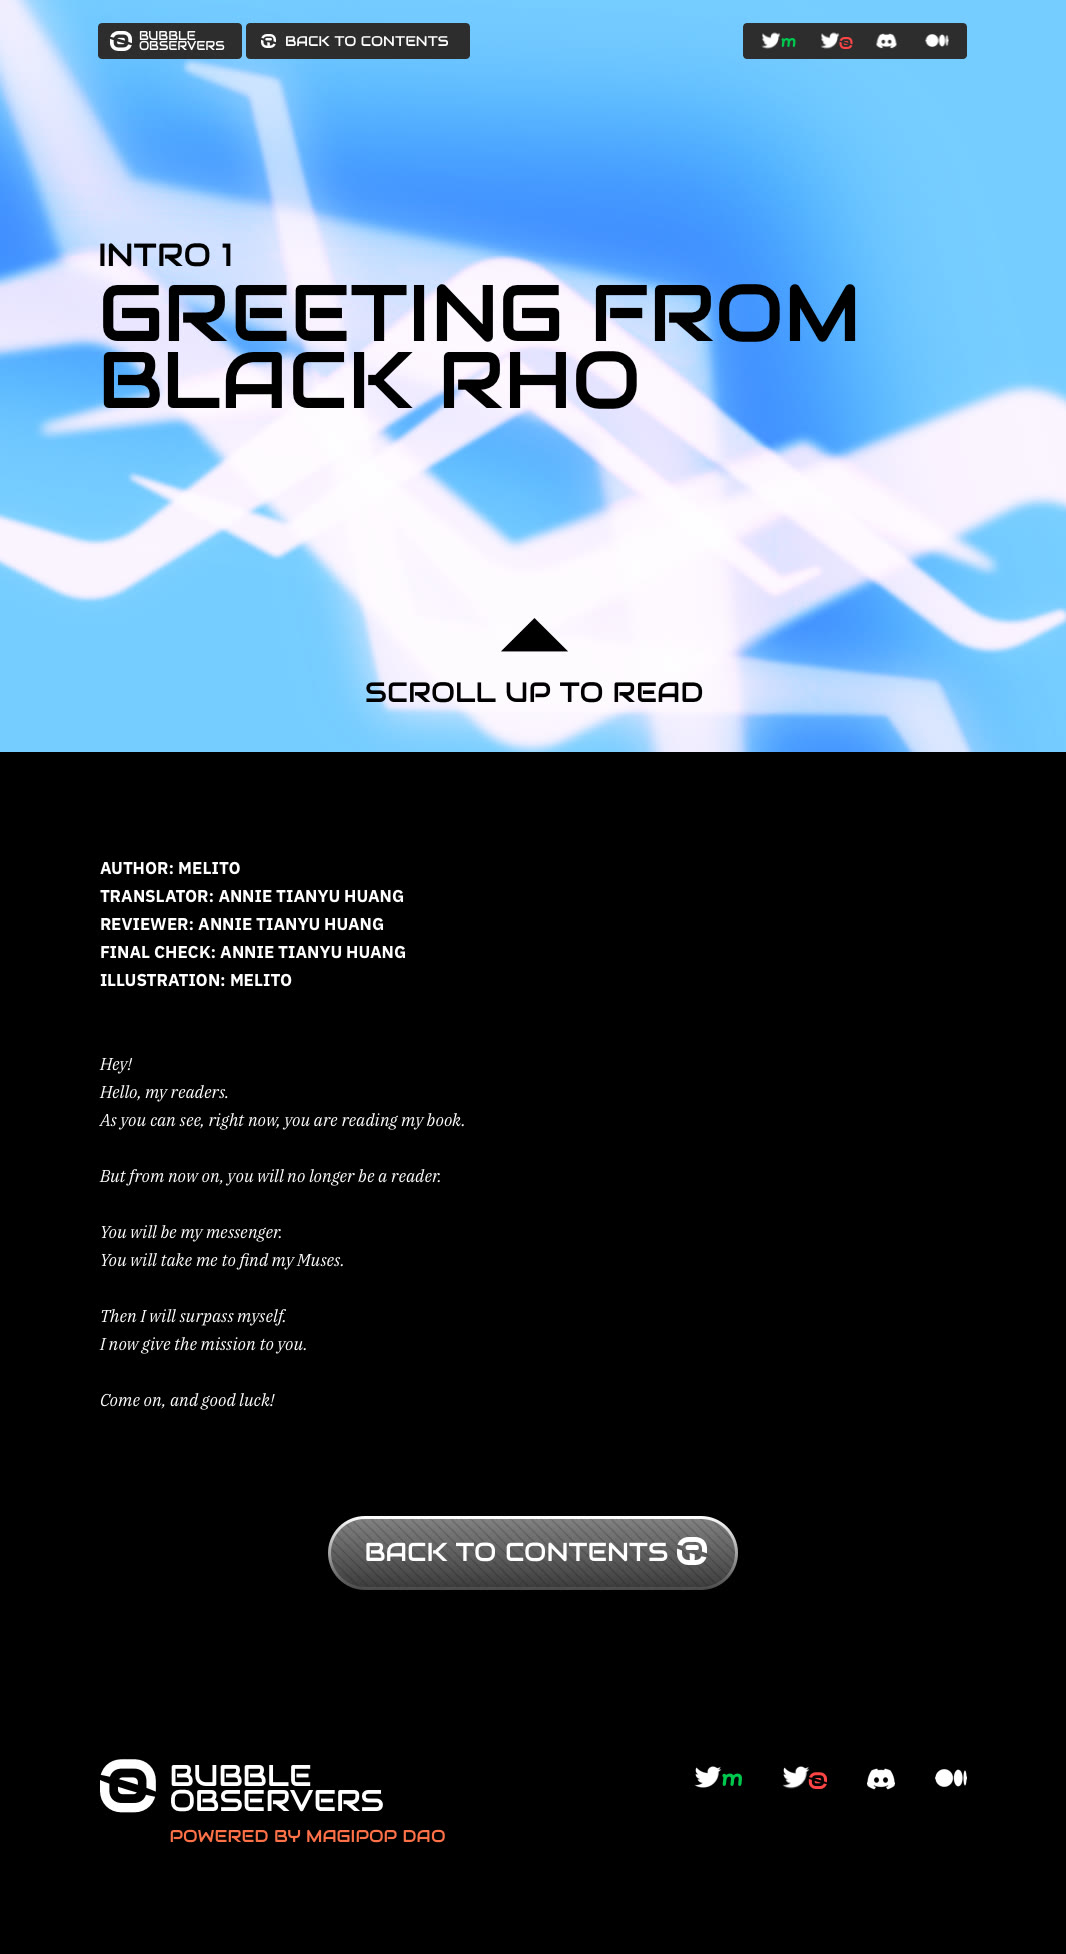 BUBBLE
OBSERVERS
BACK TO CONTENTS
m
INTRO 1
GREETING FROM
BLACK RHO
SCROLL UP TO READ
AUTHOR: MELITO
TRANSLATOR: ANNIE TIANYU HUANG
REVIEWER: ANNIE TIANYU HUANG
FINAL CHECK: ANNIE TIANYU HUANG
ILLUSTRATION: MELITO
Hey!
Hello, my readers.
As you can see, right now, you are reading my book.
But from now on, you will no longer be a reader.
You will be my messenger.
You will take me to find my Muses.
Then I will surpass myself.
I now give the mission to you.
Come on, and good luck!
BACK TO CONTENTS
BUBBLE
OBSERVERS
POWERED BY MAGIPOP DAO
m